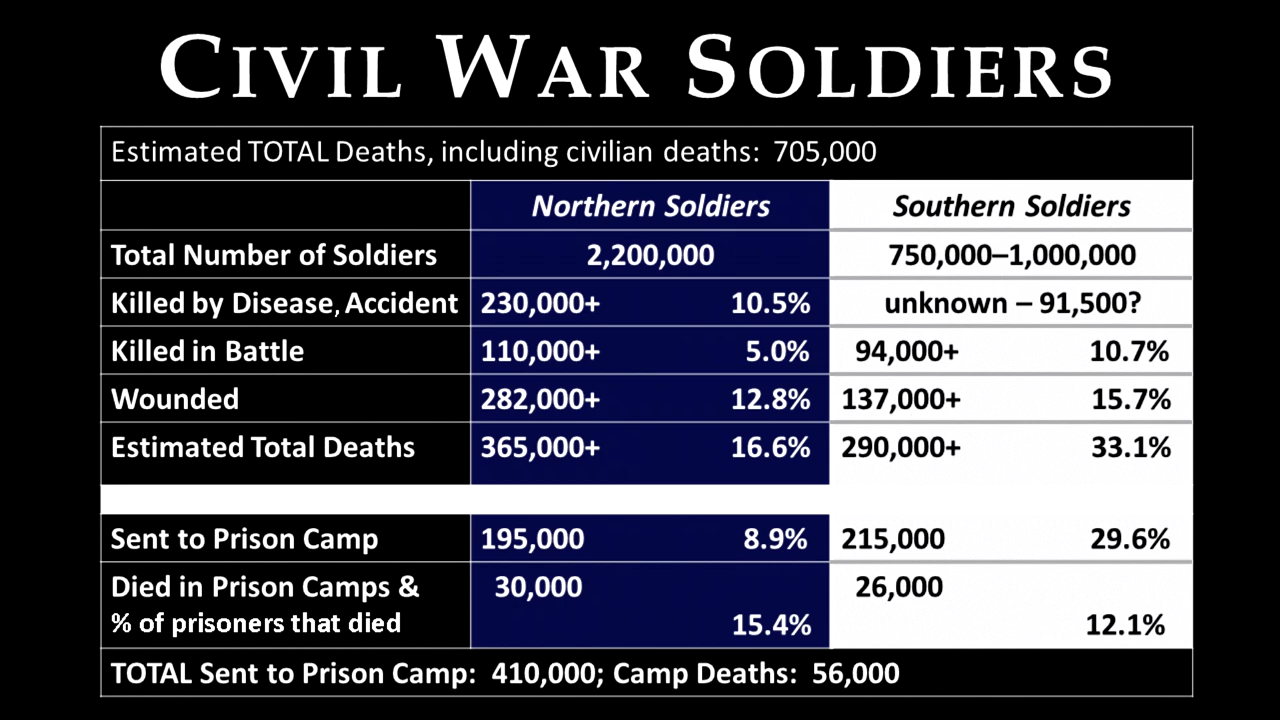 CIVIL WAR SOLDIERS
Estimated TOTAL Deaths, including civilian deaths: 705,000
Northern Soldiers Southern Soldiers
Total Number of Soldiers 2,200,000 750,000–1,000,000
Killed by Disease, Accident 230,000+ 10.5% unknown – 91,500?
Killed in Battle 110,000+ 5.0% 94,000+ 10.7%
Wounded 282,000+ 12.8% 137,000+ 15.7%
Estimated Total Deaths 365,000+ 16.6% 290,000+ 33.1%
Sent to Prison Camp 195,000 8.9% 215,000 29.6%
Died in Prison Camps & 30,000 26,000
% of prisoners that died 15.4% 12.1%
TOTAL Sent to Prison Camp: 410,000; Camp Deaths: 56,000